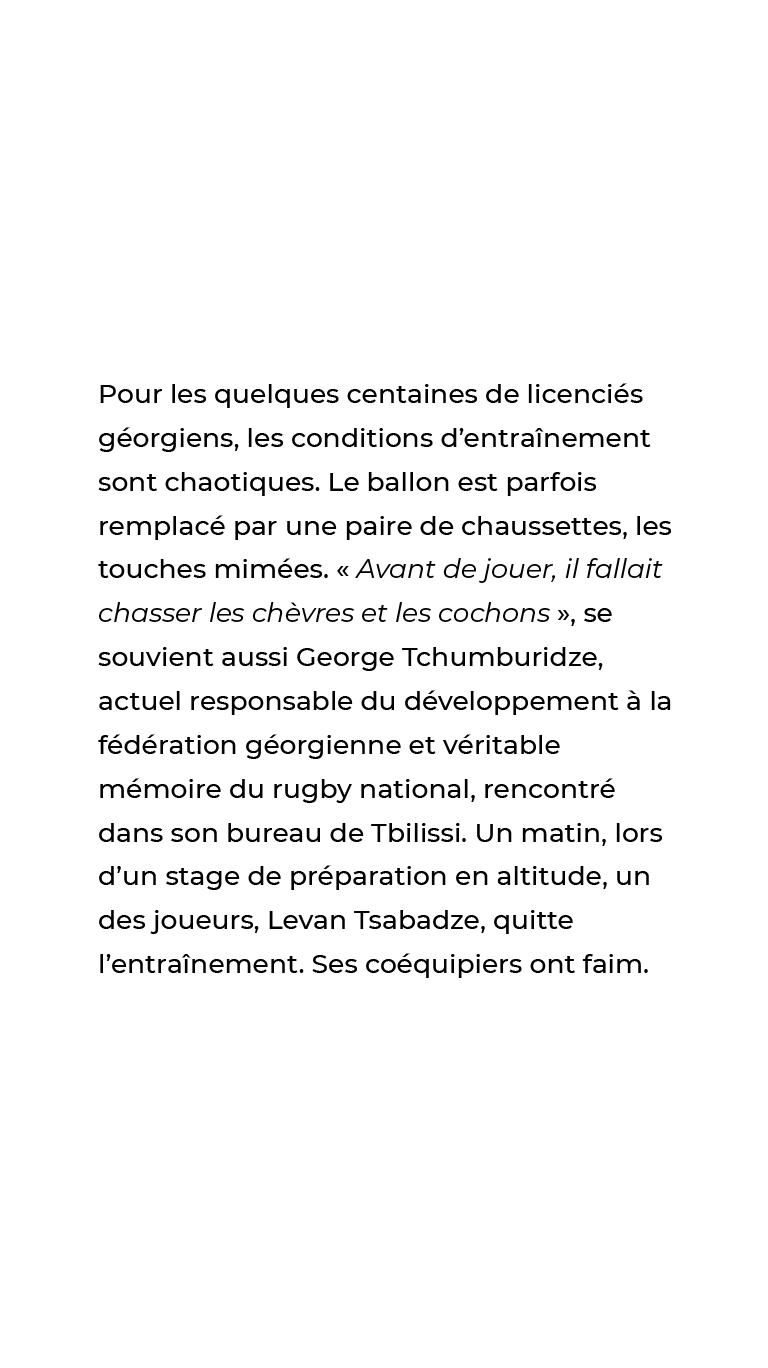 Pour les quelques centaines de licenciés
géorgiens, les conditions d’entraînement
sont chaotiques. Le ballon est parfois
remplacé par une paire de chaussettes, les
touches mimées. « Avant de jouer, il fallait
chasser les chèvres et les cochons », se
souvient aussi George Tchumburidze,
actuel responsable du développement à la
fédération géorgienne et véritable
mémoire du rugby national, rencontré
dans son bureau de Tbilissi. Un matin, lors
d’un stage de préparation en altitude, un
des joueurs, Levan Tsabadze, quitte
l’entraînement. Ses coéquipiers ont faim.